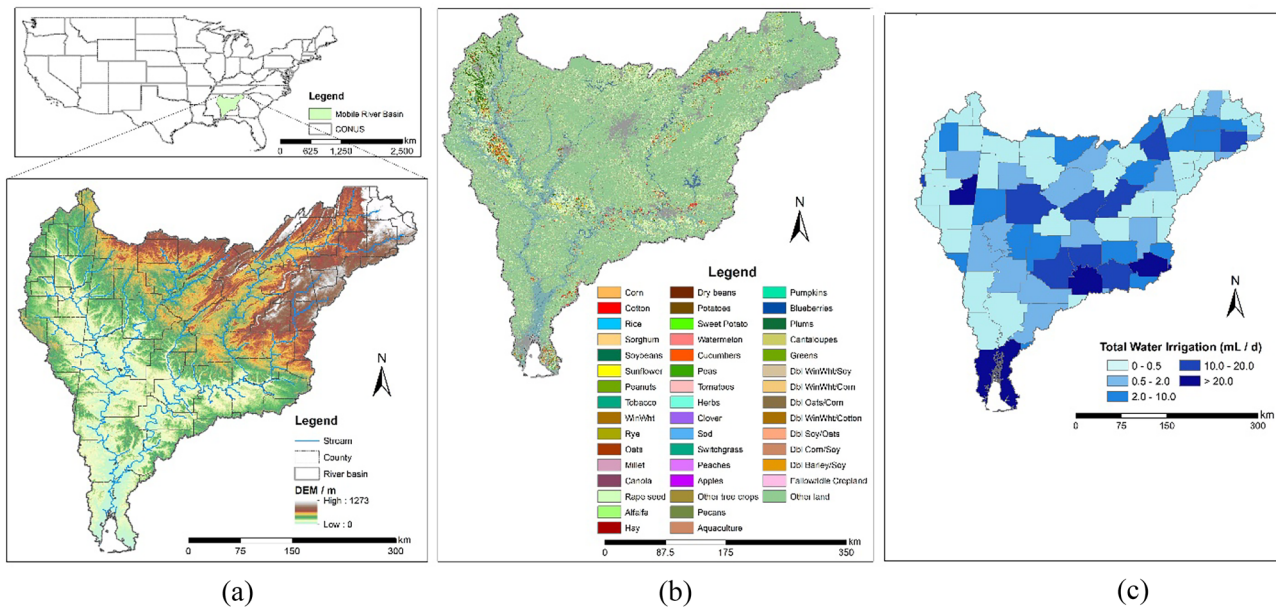 Legend
Mobile River Basin
CONUS
km
0 625 1,250 2,500
N
Legend
Stream
County
River basin
DEM / m
High : 1273
Low : 0
km
0 75 150 300
(a)
N
Legend
Corn
Cotton
Rice
Sorghum
Soybeans
Sunflower
Peanuts
Tobacco
WinWht
Rye
Oats
Millet
Canola
Rape seed
Alfalfa
Hay
Dry beans
Potatoes
Sweet Potato
Watermelon
Cucumbers
Peas
Tomatoes
Herbs
Clover
Sod
Switchgrass
Peaches
Apples
Other tree crops
Pecans
Aquaculture
Pumpkins
Blueberries
Plums
Cantaloupes
Greens
Dbl WinWht/Soy
Dbl WinWht/Corn
Dbl Oats/Corn
Dbl WinWht/Cotton
Dbl Soy/Oats
Dbl Corn/Soy
Dbl Barley/Soy
Fallow/Idle Cropland
Other land
km
0 87.5 175 350
(b)
N
Total Water Irrigation (mL / d)
0 - 0.5
0.5 - 2.0
2.0 - 10.0
10.0 - 20.0
> 20.0
km
0 75 150 300
(c)